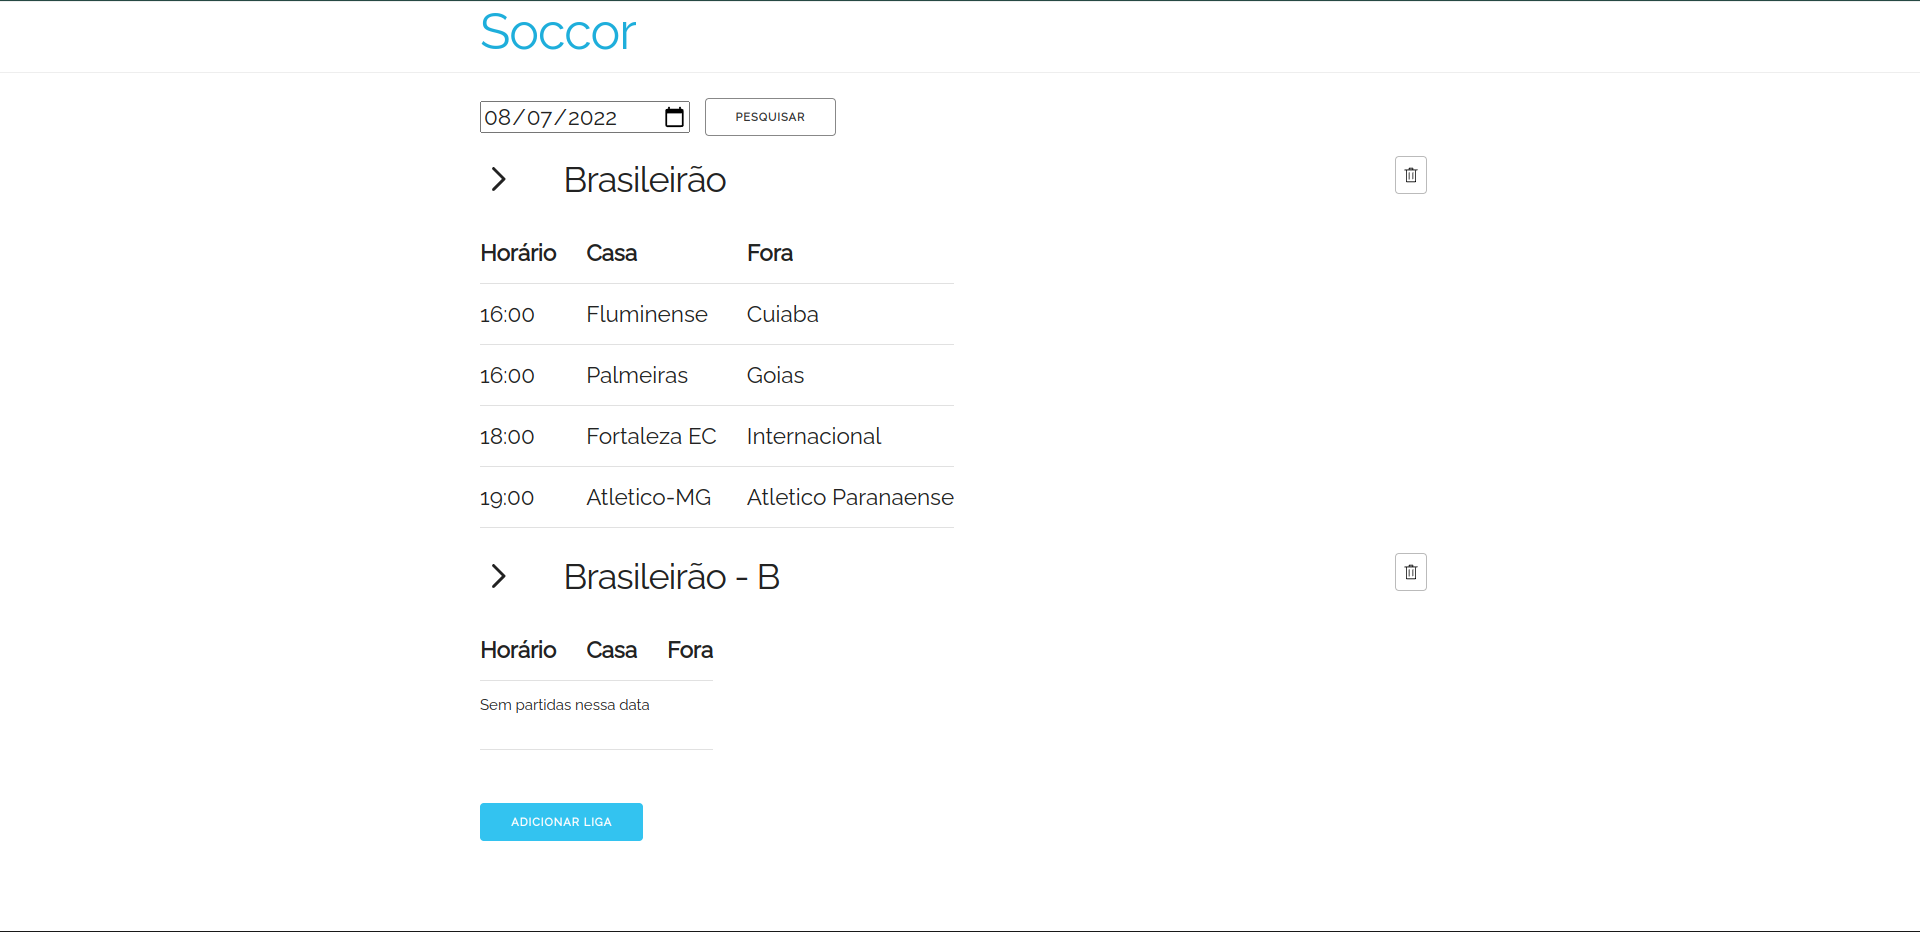 Soccor
08/07/2022 PESQUISAR
Brasileirão
Horário Casa Fora
16:00 Fluminense Cuiaba
16:00 Palmeiras Goias
18:00 Fortaleza EC Internacional
19:00 Atletico-MG Atletico Paranaense
Brasileirão - B
Horário Casa Fora
Sem partidas nessa data
ADICIONAR LIGA